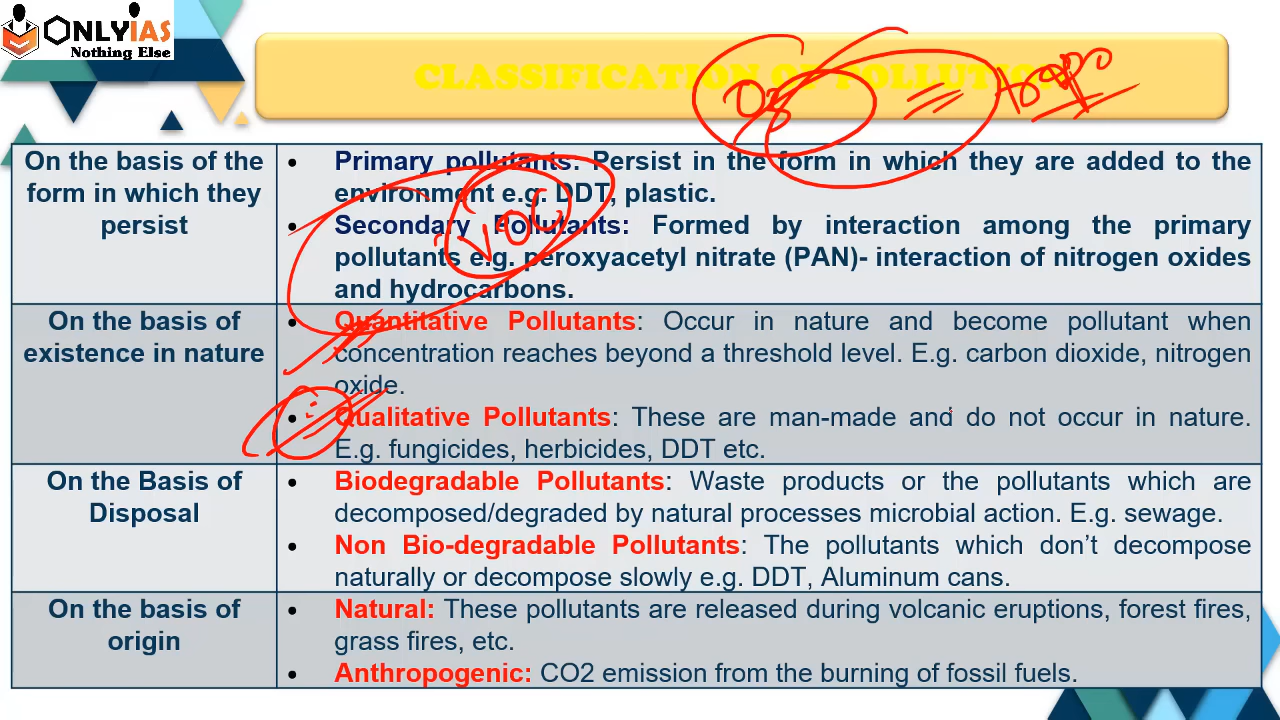 ONLYIAS
Nothing Else
CLASSIFICATION OF POLLUTION
O3
tropo
On the basis of the
form in which they
persist
• Primary pollutants: Persist in the form in which they are added to the
environment e.g. DDT, plastic.
• Secondary Pollutants: Formed by interaction among the primary
pollutants e.g. peroxyacetyl nitrate (PAN)- interaction of nitrogen oxides
and hydrocarbons.
VOC
On the basis of
existence in nature
• Quantitative Pollutants: Occur in nature and become pollutant when
concentration reaches beyond a threshold level. E.g. carbon dioxide, nitrogen
oxide.
• Qualitative Pollutants: These are man-made and do not occur in nature.
E.g. fungicides, herbicides, DDT etc.
On the Basis of
Disposal
• Biodegradable Pollutants: Waste products or the pollutants which are
decomposed/degraded by natural processes microbial action. E.g. sewage.
• Non Bio-degradable Pollutants: The pollutants which don’t decompose
naturally or decompose slowly e.g. DDT, Aluminum cans.
On the basis of
origin
• Natural: These pollutants are released during volcanic eruptions, forest fires,
grass fires, etc.
• Anthropogenic: CO2 emission from the burning of fossil fuels.